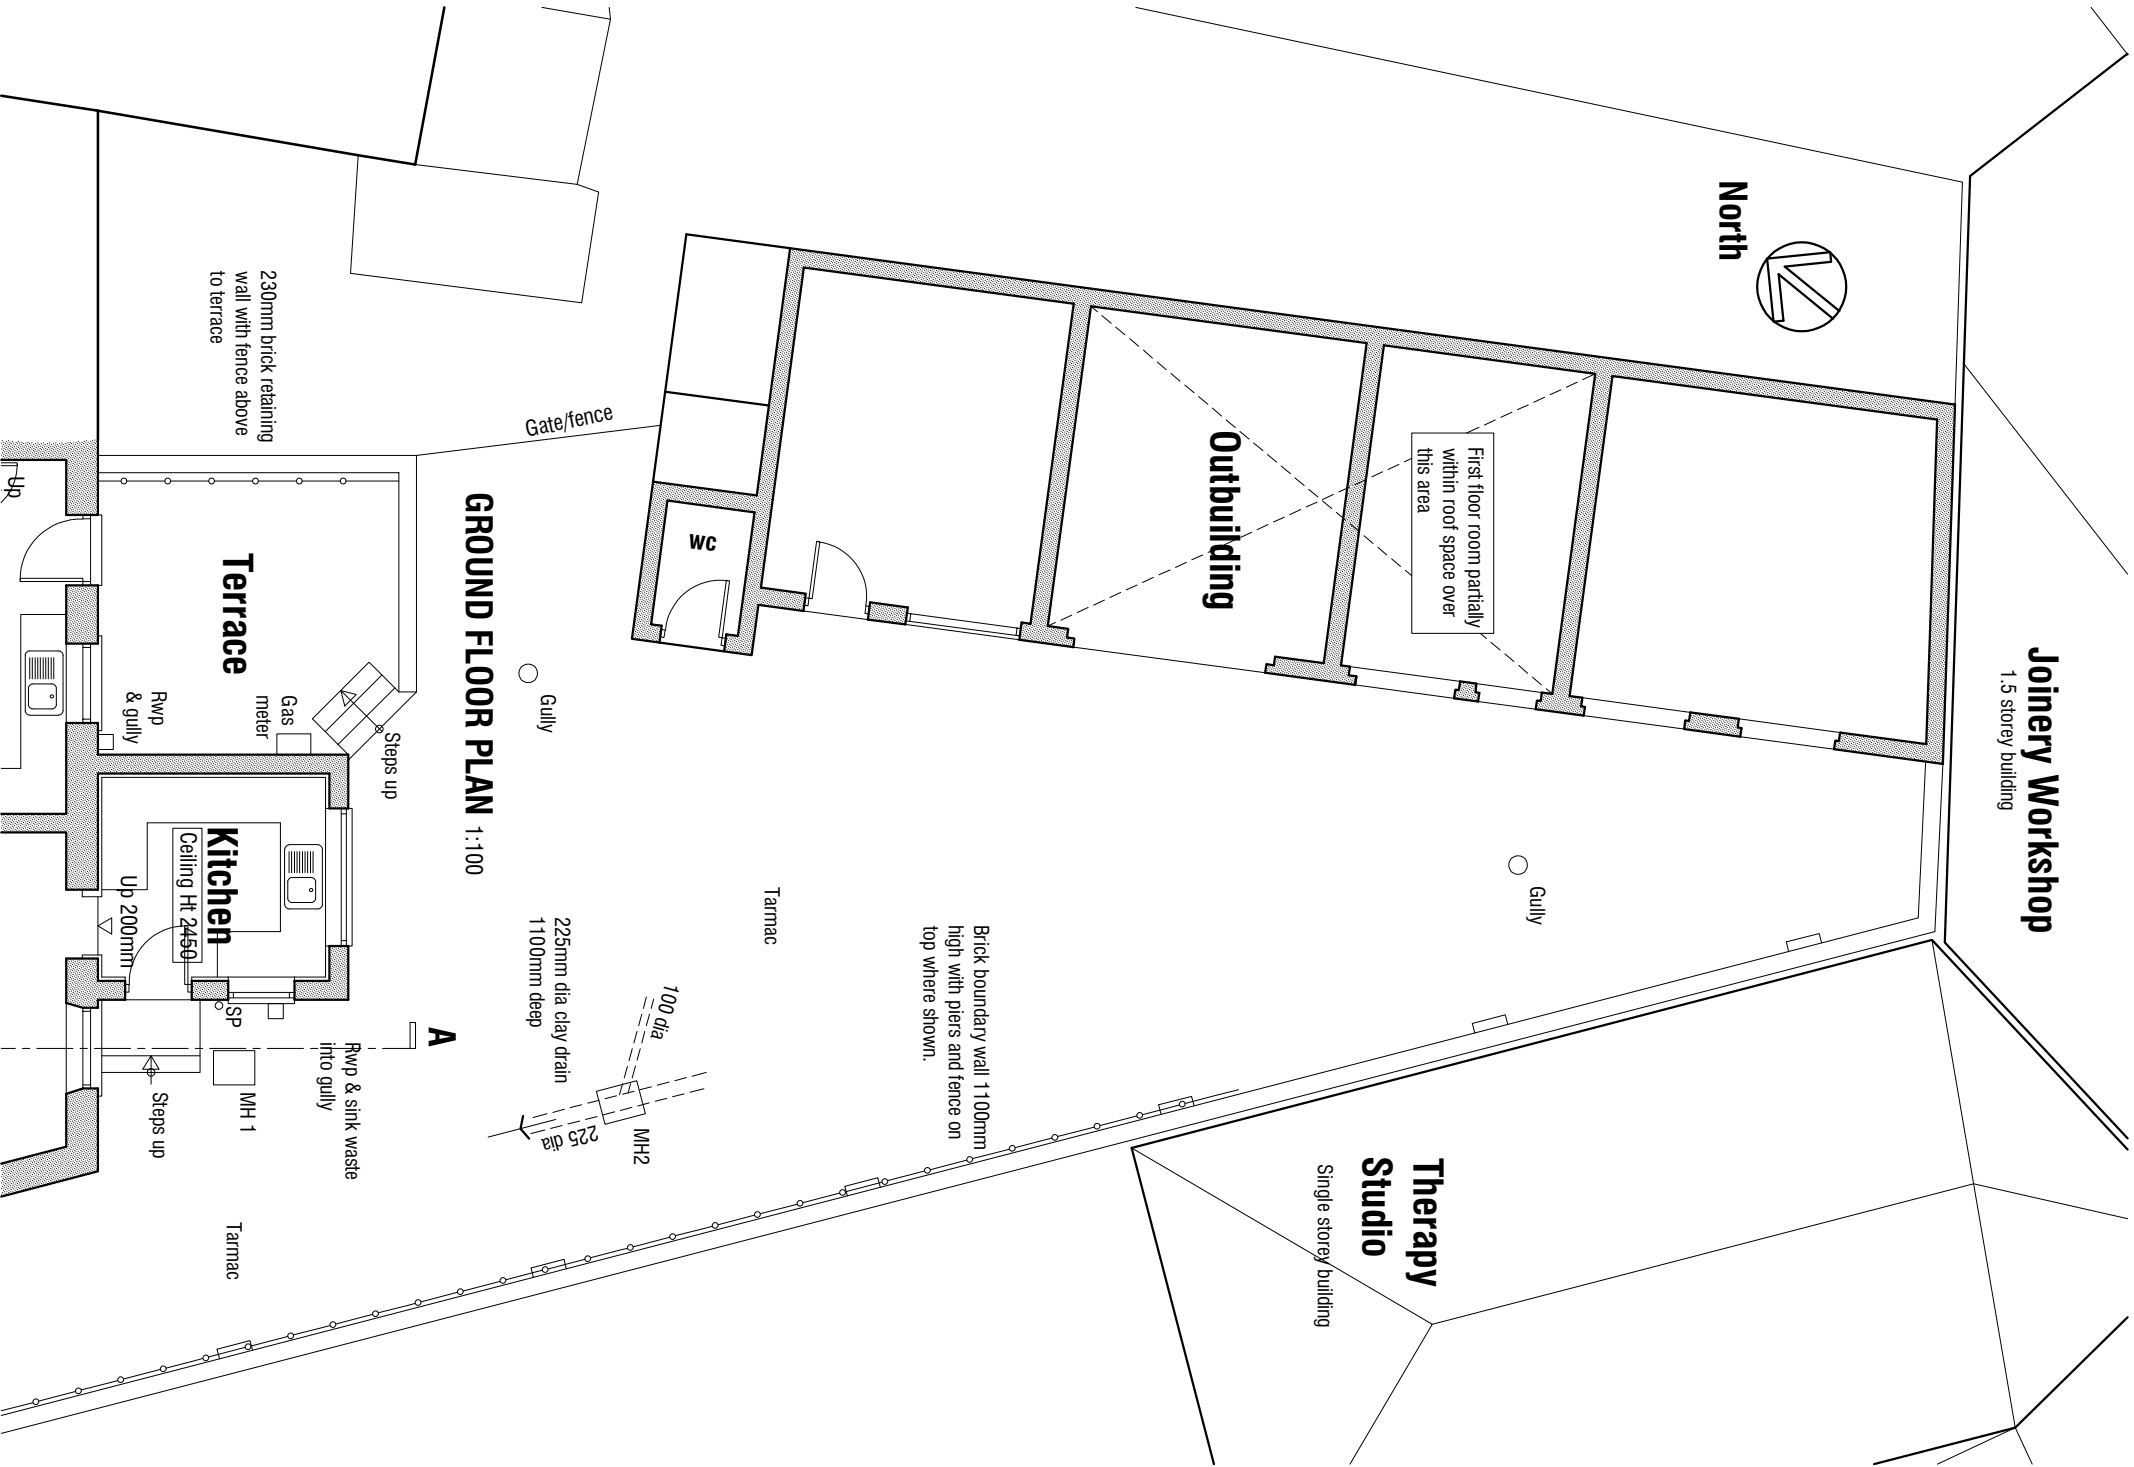 Joinery Workshop
1.5 storey building
North
First floor room partially
within roof space over
this area
Outbuilding
Gully
Therapy
Studio
Single storey building
Brick boundary wall 1100mm
high with piers and fence on
top where shown.
Tarmac
WC
Gate/fence
Gully
225mm dia clay drain
1100mm deep
100 dia
225 dia
MH2
GROUND FLOOR PLAN 1:100
A
Steps up
Gas
meter
230mm brick retaining
wall with fence above
to terrace
Terrace
Rwp
& gully
Kitchen
Ceiling Ht 2450
Up 200mm
SP
Rwp & sink waste
into gully
MH 1
Steps up
Tarmac
Up